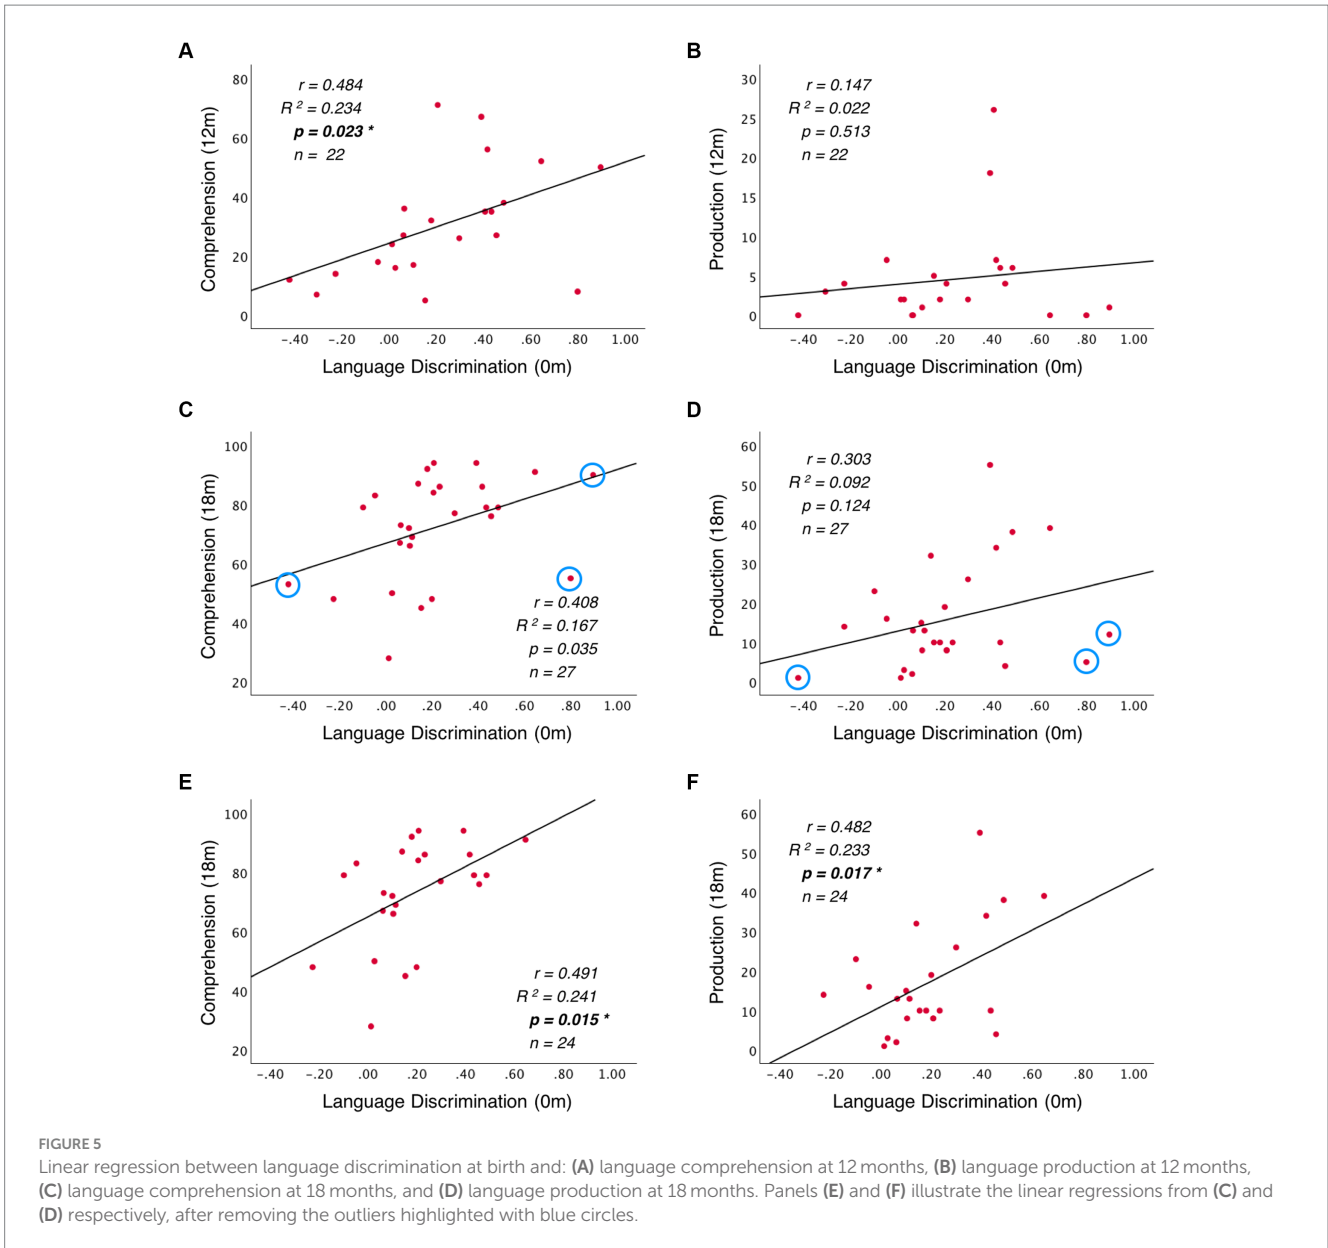 A
B
Comprehension (12m)
80
60
40
20
0
r = 0.484
R 2 = 0.234
p = 0.023 *
n = 22
-.40 -.20 .00 .20 .40 .60 .80 1.00
Language Discrimination (0m)
Production (12m)
30
25
20
15
10
5
0
r = 0.147
R 2 = 0.022
p = 0.513
n = 22
-.40 -.20 .00 .20 .40 .60 .80 1.00
Language Discrimination (0m)
C
D
Comprehension (18m)
100
80
60
40
20
r = 0.408
R 2 = 0.167
p = 0.035
n = 27
-.40 -.20 .00 .20 .40 .60 .80 1.00
Language Discrimination (0m)
Production (18m)
60
50
40
30
20
10
0
r = 0.303
R 2 = 0.092
p = 0.124
n = 27
-.40 -.20 .00 .20 .40 .60 .80 1.00
Language Discrimination (0m)
E
F
Comprehension (18m)
100
80
60
40
20
r = 0.491
R 2 = 0.241
p = 0.015 *
n = 24
-.40 -.20 .00 .20 .40 .60 .80 1.00
Language Discrimination (0m)
Production (18m)
60
50
40
30
20
10
0
r = 0.482
R 2 = 0.233
p = 0.017 *
n = 24
-.40 -.20 .00 .20 .40 .60 .80 1.00
Language Discrimination (0m)
FIGURE 5
Linear regression between language discrimination at birth and: (A) language comprehension at 12 months, (B) language production at 12 months,
(C) language comprehension at 18 months, and (D) language production at 18 months. Panels (E) and (F) illustrate the linear regressions from (C) and
(D) respectively, after removing the outliers highlighted with blue circles.